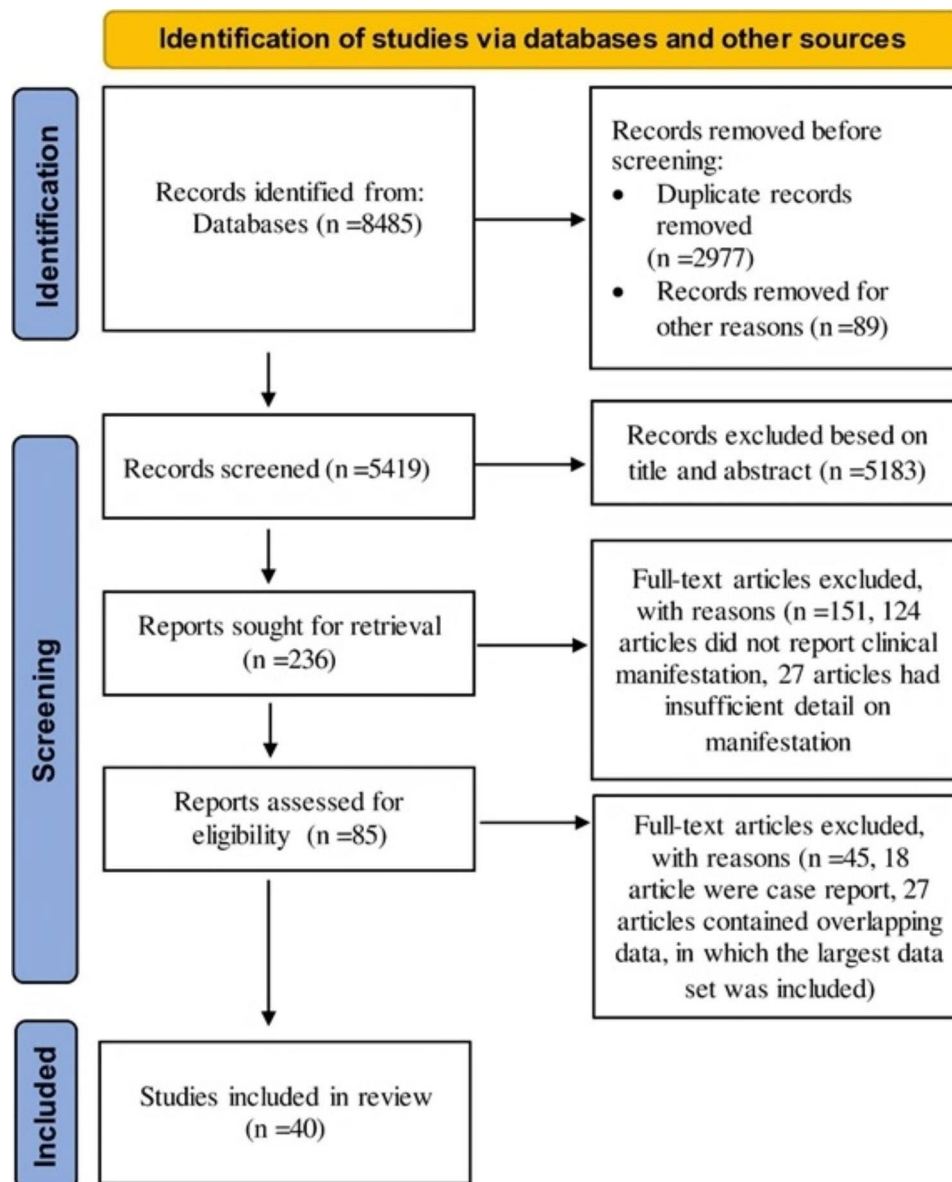 Identification of studies via databases and other sources
Identification
Records identified from:
Databases (n =8485)
Records removed before
screening:
• Duplicate records
removed
(n =2977)
• Records removed for
other reasons (n =89)
Screening
Records screened (n =5419)
Records excluded besed on
title and abstract (n =5183)
Reports sought for retrieval
(n =236)
Full-text articles excluded,
with reasons (n =151, 124
articles did not report clinical
manifestation, 27 articles had
insufficient detail on
manifestation
Reports assessed for
eligibility (n =85)
Full-text articles excluded,
with reasons (n =45, 18
article were case report, 27
articles contained overlapping
data, in which the largest data
set was included)
Included
Studies included in review
(n =40)